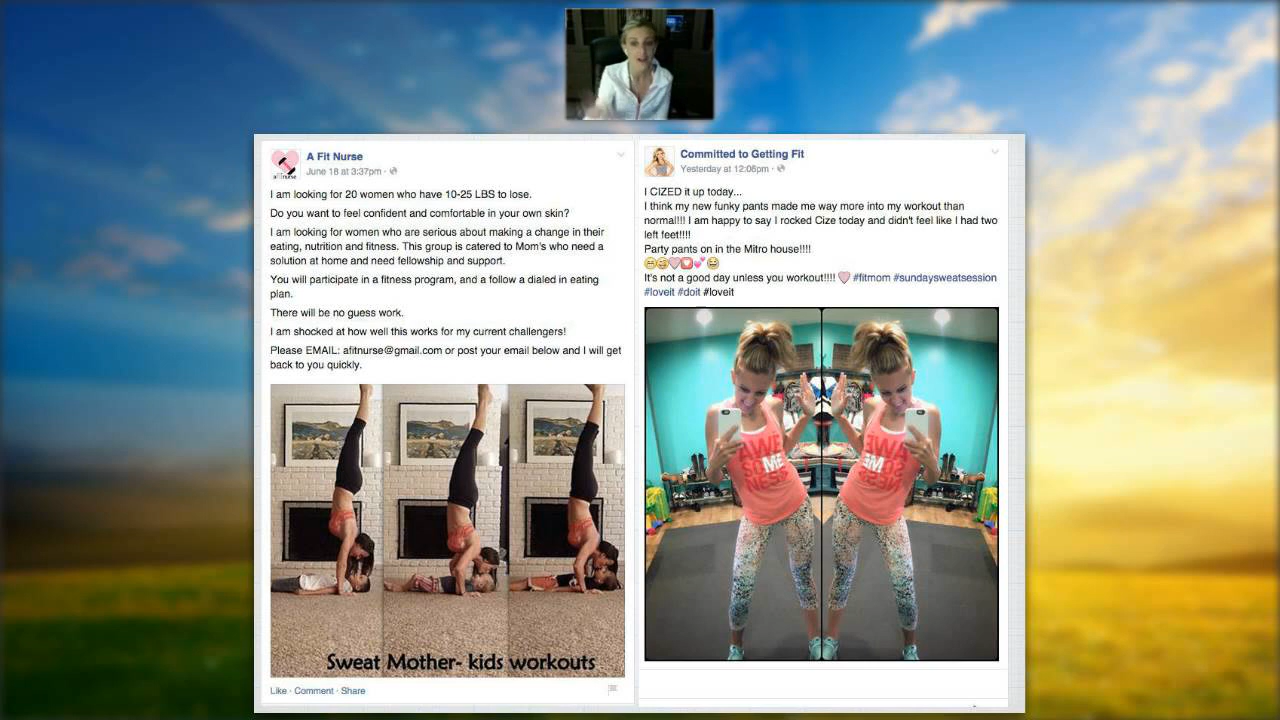 A Fit Nurse
June 18 at 3:37pm ·
I am looking for 20 women who have 10-25 LBS to lose.
Do you want to feel confident and comfortable in your own skin?
I am looking for women who are serious about making a change in their
eating, nutrition and fitness. This group is catered to Mom's who need a
solution at home and need fellowship and support.
You will participate in a fitness program, and a follow a dialed in eating
plan.
There will be no guess work.
I am shocked at how well this works for my current challengers!
Please EMAIL: afitnurse@gmail.com or post your email below and I will get
back to you quickly.
Sweat Mother- kids workouts
Like · Comment · Share
Committed to Getting Fit
Yesterday at 12:06pm ·
I CIZED it up today...
I think my new funky pants made me way more into my workout than
normal!!! I am happy to say I rocked Cize today and didn't feel like I had two
left feet!!!!
Party pants on in the Mitro house!!!!
It's not a good day unless you workout!!!! #fitmom #sundaysweatsession
#loveit #doit #loveit
AWE
SO ME
NESS